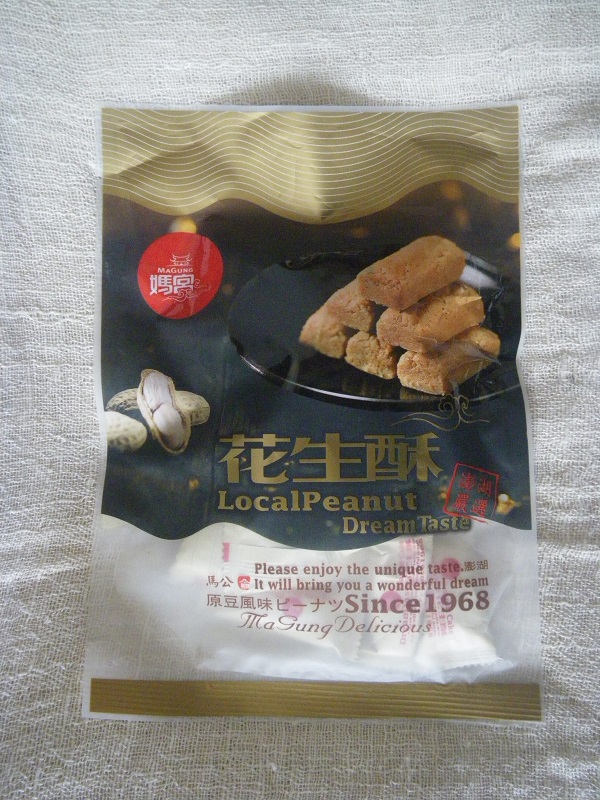 MAGUNG
媽宮
花生酥
LocalPeanut
DreamTaste
澎湖
嚴選
Please enjoy the unique taste.澎湖
馬公 It will bring you a wonderful dream
原豆風味ピーナツSince1968
MaGung Delicious